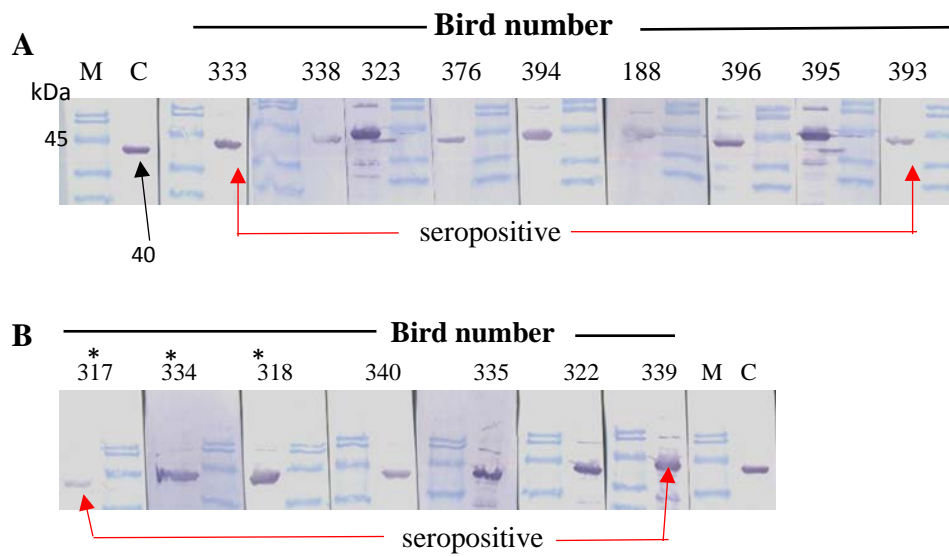 Bird number
A
M C 333 338 323 376 394 188 396 395 393
kDa
45
seropositive
40
B
Bird number
* * *
317 334 318 340 335 322 339 M C
seropositive